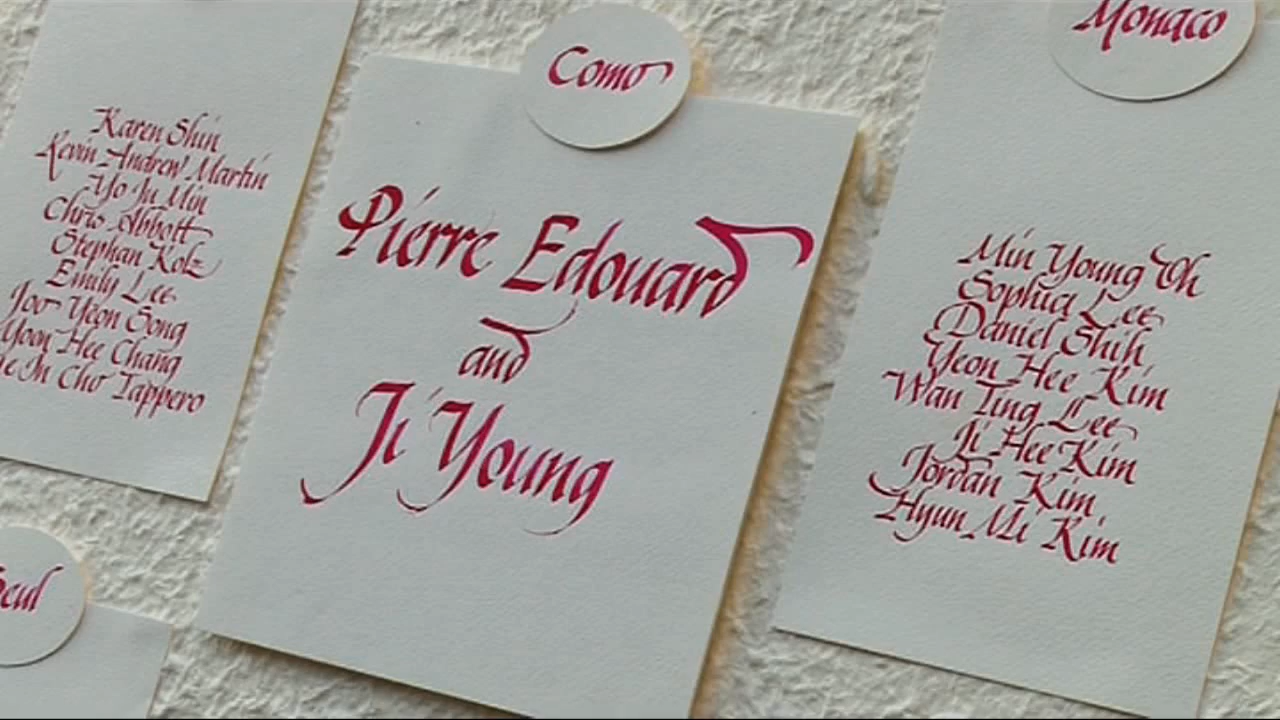 Karen Shin
Kevin Andrew Martin
Yo Ju Min
Chris Abbott
Stephan Kolz
Emily Lee
Joo Yeon Song
Yoon Hee Chang
In Cho Tappero
Como
Pierre Edouard
and
Ji Young
Monaco
Min Young Oh
Sophia Lee
Daniel Shih
Yeon Hee Kim
Wan Ting Lee
Ji Hee Kim
Jordan Kim
Hyun Mi Kim